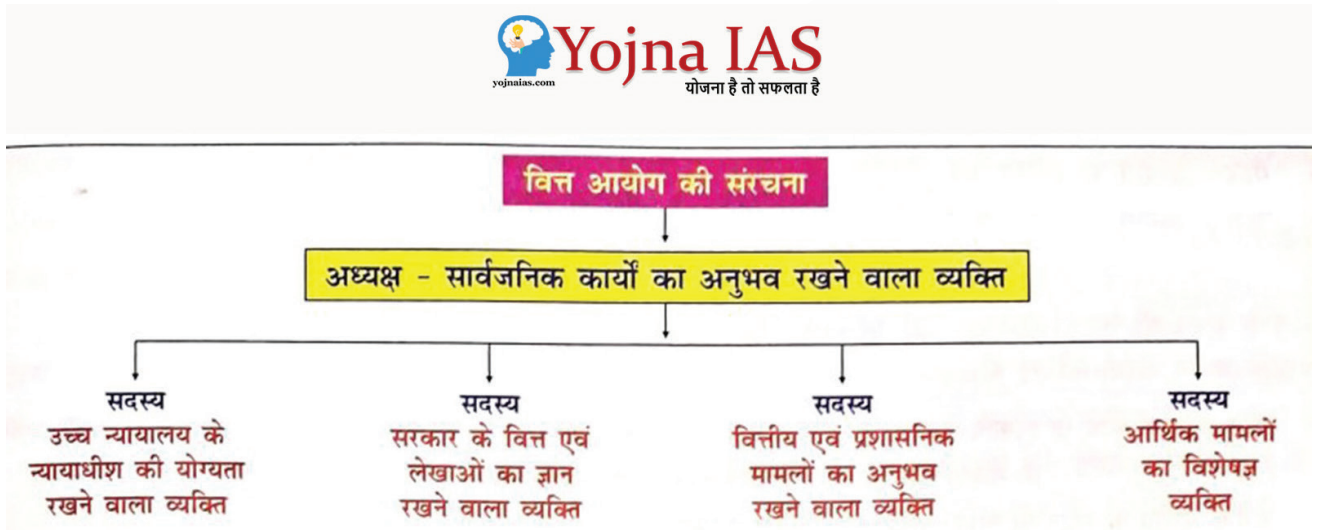 Yojna IAS
yojnaias.com
योजना है तो सफलता है
वित्त आयोग की संरचना
अध्यक्ष - सार्वजनिक कार्यों का अनुभव रखने वाला व्यक्ति
सदस्य
उच्च न्यायालय के
न्यायाधीश की योग्यता
रखने वाला व्यक्ति
सदस्य
सरकार के वित्त एवं
लेखाओं का ज्ञान
रखने वाला व्यक्ति
सदस्य
वित्तीय एवं प्रशासनिक
मामलों का अनुभव
रखने वाला व्यक्ति
सदस्य
आर्थिक मामलों
का विशेषज्ञ
व्यक्ति